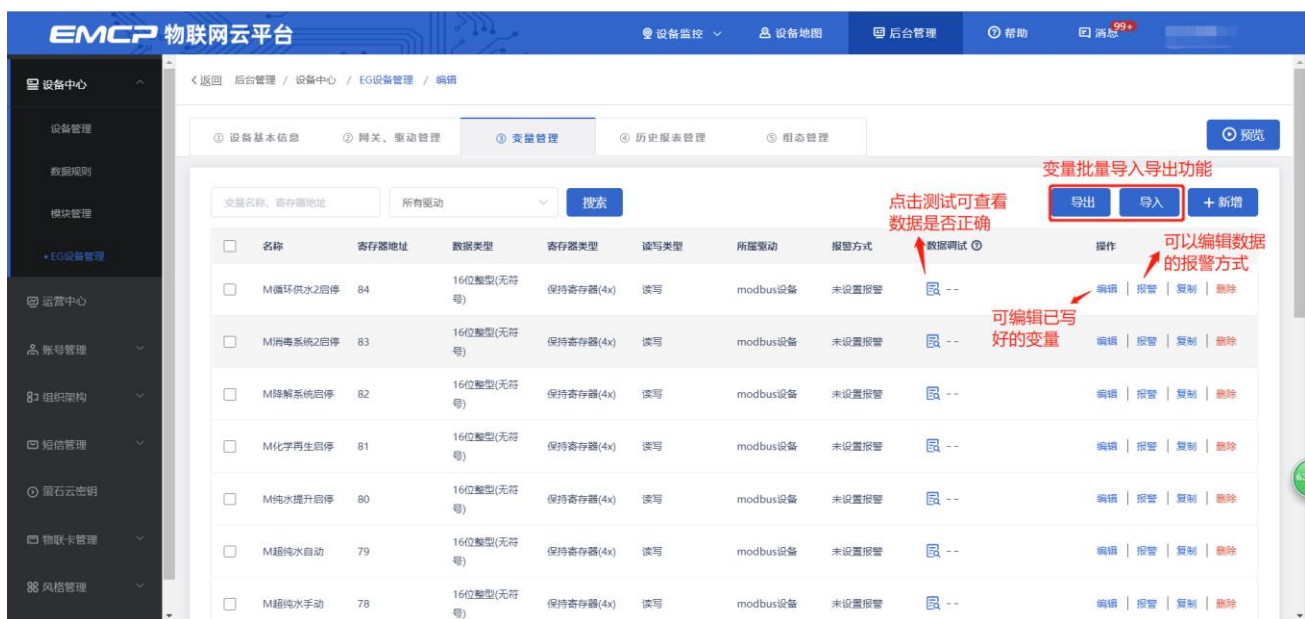 EMCP 物联网云平台
设备监控
设备地图
后台管理
帮助
消息
99+
设备中心
设备管理
数据规则
模块管理
EG设备管理
运营中心
账号管理
组织架构
短信管理
萤石云密钥
物联卡管理
风格管理
返回 后台管理 / 设备中心 / EG设备管理 / 编辑
① 设备基本信息 ② 网关、驱动管理 ③ 变量管理 ④ 历史报表管理 ⑤ 组态管理
预览
变量批量导入导出功能
变量名称、寄存器地址 所有驱动 搜索
导出 导入 +新增
点击测试可查看
数据是否正确
名称 寄存器地址 数据类型 寄存器类型 读写类型 所属驱动 报警方式 数据调试 操作
可以编辑数据
的报警方式
M循环供水2启停 84 16位整型(无符号) 保持寄存器(4x) 读写 modbus设备 未设置报警 -- 编辑 | 报警 | 复制 | 删除
可编辑已写
好的变量
M消毒系统2启停 83 16位整型(无符号) 保持寄存器(4x) 读写 modbus设备 未设置报警 -- 编辑 | 报警 | 复制 | 删除
M降解系统启停 82 16位整型(无符号) 保持寄存器(4x) 读写 modbus设备 未设置报警 -- 编辑 | 报警 | 复制 | 删除
M化学再生启停 81 16位整型(无符号) 保持寄存器(4x) 读写 modbus设备 未设置报警 -- 编辑 | 报警 | 复制 | 删除
M纯水提升启停 80 16位整型(无符号) 保持寄存器(4x) 读写 modbus设备 未设置报警 -- 编辑 | 报警 | 复制 | 删除
M超纯水自动 79 16位整型(无符号) 保持寄存器(4x) 读写 modbus设备 未设置报警 -- 编辑 | 报警 | 复制 | 删除
M超纯水手动 78 16位整型(无符号) 保持寄存器(4x) 读写 modbus设备 未设置报警 -- 编辑 | 报警 | 复制 | 删除